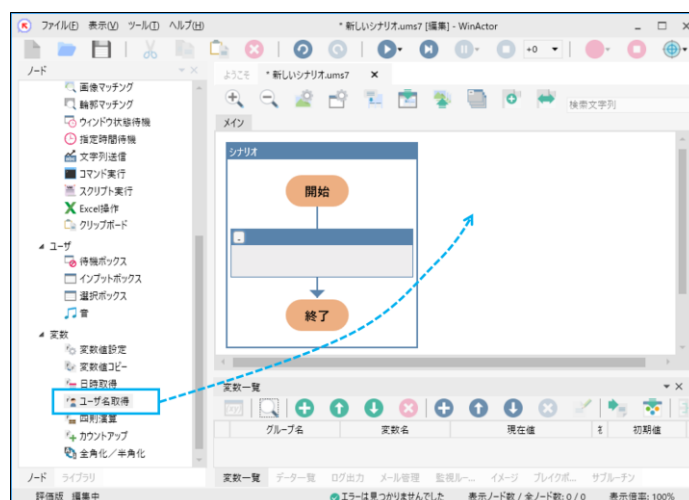 ファイル(F) 表示(V) ツール(T) ヘルプ(H)
* 新しいシナリオ.ums7 [編集] - WinActor
+0
ノード
ようこそ
* 新しいシナリオ.ums7
検索文字列
メイン
画像マッチング
輪郭マッチング
ウィンドウ状態待機
指定時間待機
文字列送信
コマンド実行
スクリプト実行
Excel操作
クリップボード
ユーザ
待機ボックス
インプットボックス
選択ボックス
音
変数
変数値設定
変数値コピー
日時取得
ユーザ名取得
四則演算
カウントアップ
全角化/半角化
シナリオ
開始
終了
変数一覧
グループ名 変数名 現在値 初期値
ノード ライブラリ
変数一覧 データ一覧 ログ出力 メール管理 監視ルー... イメージ ブレイクポ... サブルーチン
評価版 編集中
エラーは見つかりませんでした 表示ノード数 / 全ノード数: 0 / 0 表示倍率: 100%